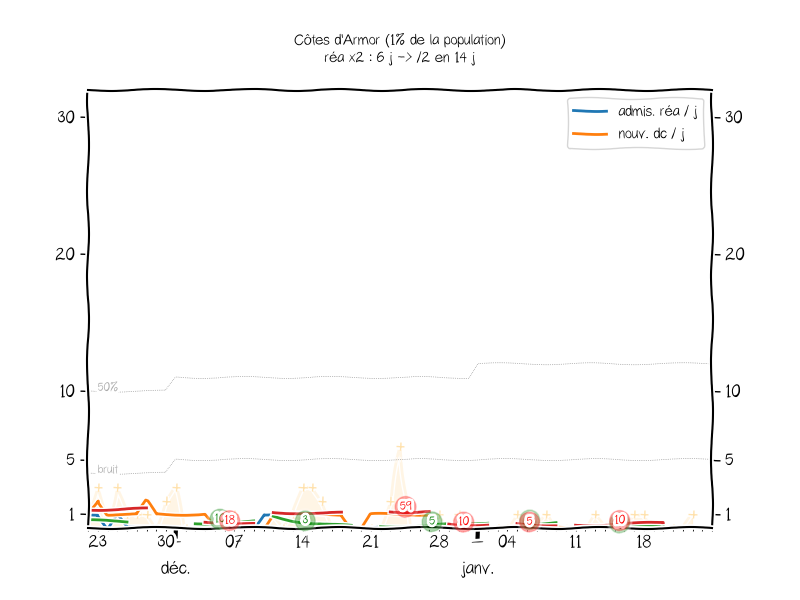 Côtes d'Armor (1% de la population)
réa x2 : 6 j -> /2 en 14 j
admis. réa / j
nouv. dc / j
30 30
20 20
50%
10 10
bruit
5 5
59
18
3 5 10 5 10
1 1
23 30 07 14 21 28 04 11 18
déc. janv.